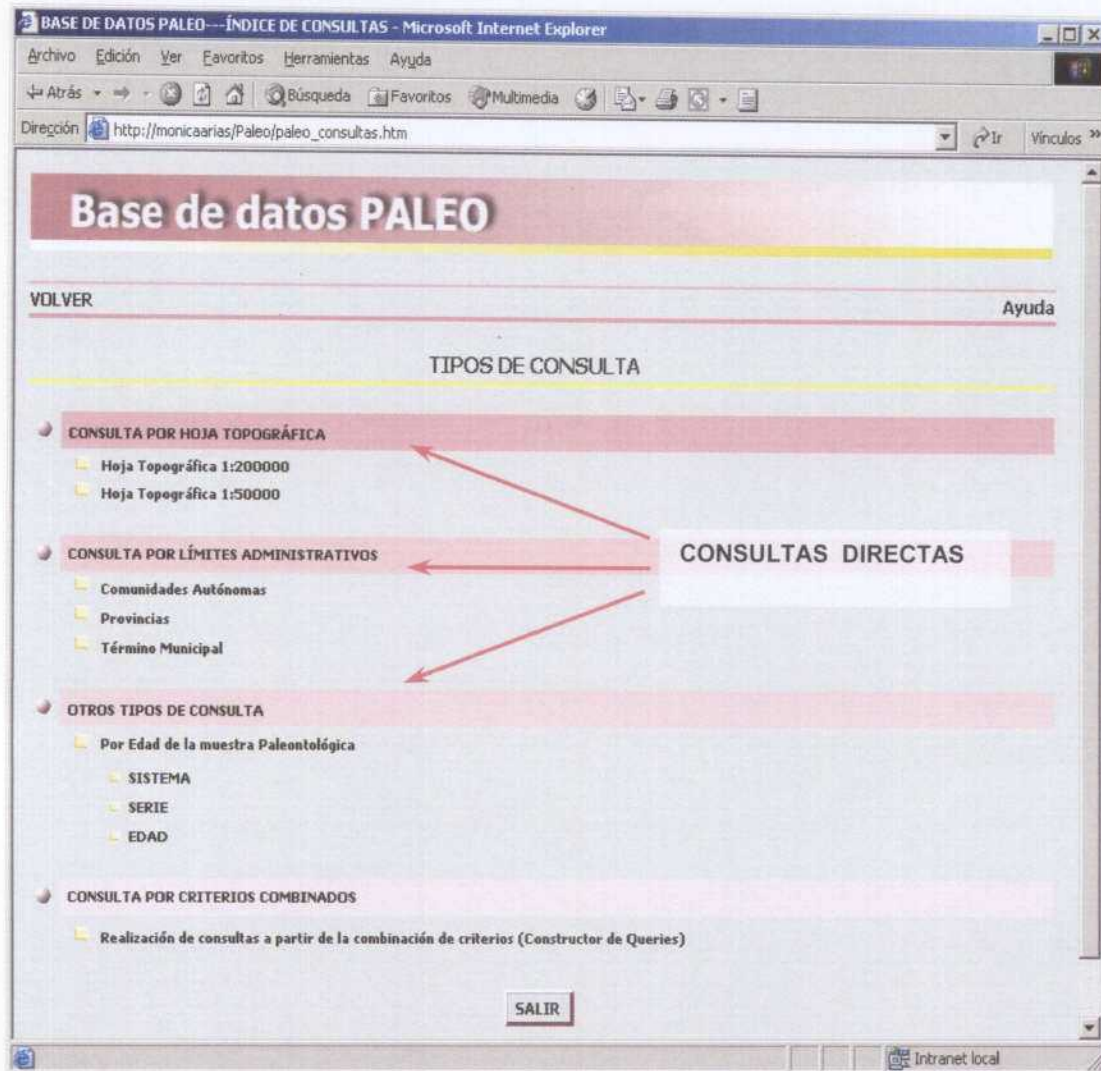 BASE DE DATOS PALEO---ÍNDICE DE CONSULTAS - Microsoft Internet Explorer
Archivo Edición Ver Favoritos Herramientas Ayuda
Atrás Búsqueda Favoritos Multimedia
Dirección http://monicaarias/Paleo/paleo_consultas.htm Ir Vínculos »
Base de datos PALEO
VOLVER Ayuda
TIPOS DE CONSULTA
CONSULTA POR HOJA TOPOGRÁFICA
Hoja Topográfica 1:200000
Hoja Topográfica 1:50000
CONSULTAS DIRECTAS
CONSULTA POR LÍMITES ADMINISTRATIVOS
Comunidades Autónomas
Provincias
Término Municipal
OTROS TIPOS DE CONSULTA
Por Edad de la muestra Paleontológica
SISTEMA
SERIE
EDAD
CONSULTA POR CRITERIOS COMBINADOS
Realización de consultas a partir de la combinación de criterios (Constructor de Queries)
SALIR
Intranet local